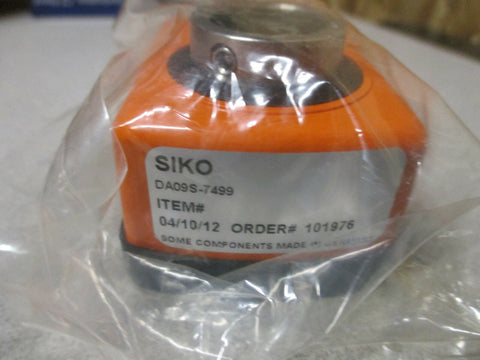 SIKO
DA09S-7499
ITEM#
04/10/12 ORDER# 101976
SOME COMPONENTS MADE